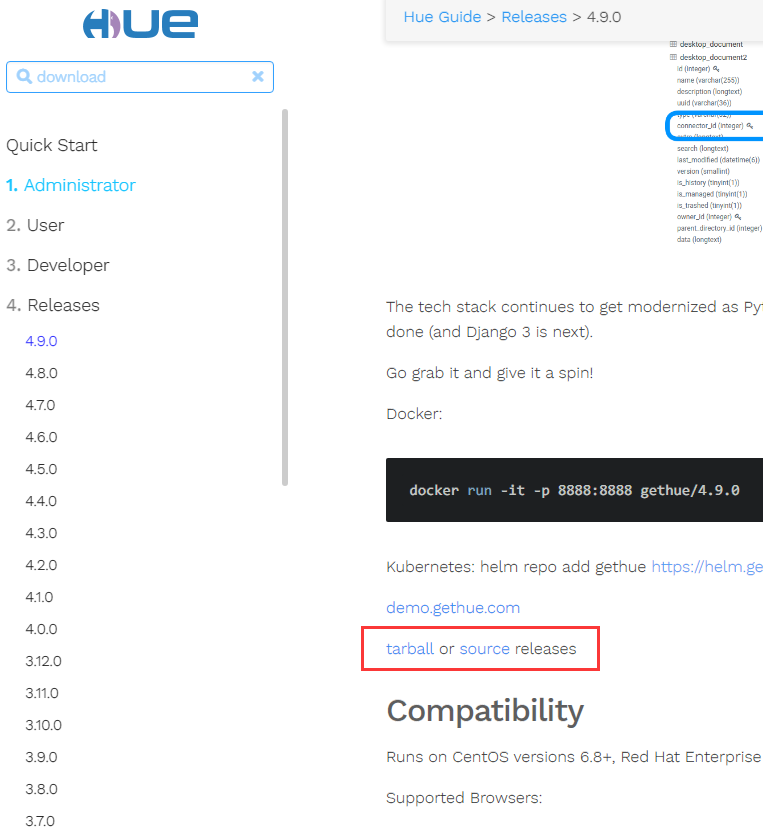 HUE
download
Quick Start
1. Administrator
2. User
3. Developer
4. Releases
4.9.0
4.8.0
4.7.0
4.6.0
4.5.0
4.4.0
4.3.0
4.2.0
4.1.0
4.0.0
3.12.0
3.11.0
3.10.0
3.9.0
3.8.0
3.7.0
Hue Guide > Releases > 4.9.0
desktop_document
desktop_document2
id (integer)
name (varchar(255))
description (longtext)
uuid (varchar(36))
type (varchar(32))
connector_id (integer)
extra (longtext)
search (longtext)
last_modified (datetime(6))
version (smallint)
is_history (tinyint(1))
is_managed (tinyint(1))
is_trashed (tinyint(1))
owner_id (integer)
parent_directory_id (integer)
data (longtext)
The tech stack continues to get modernized as Pyt
done (and Django 3 is next).
Go grab it and give it a spin!
Docker:
docker run -it -p 8888:8888 gethue/4.9.0
Kubernetes: helm repo add gethue https://helm.ge
demo.gethue.com
tarball or source releases
Compatibility
Runs on CentOS versions 6.8+, Red Hat Enterprise
Supported Browsers: